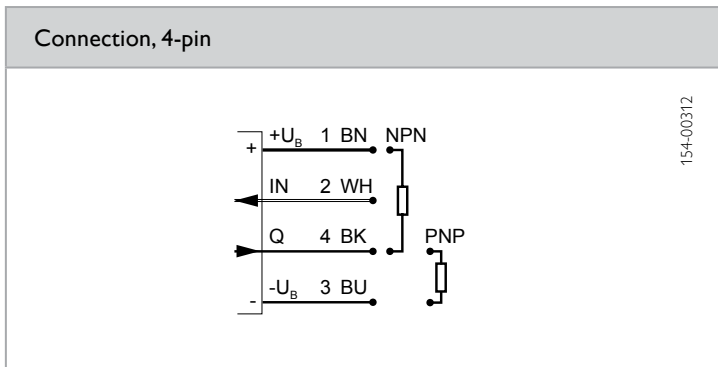 Connection, 4-pin
154-00312
+U_B 1 BN NPN
+
IN 2 WH
Q 4 BK PNP
-U_B 3 BU
-